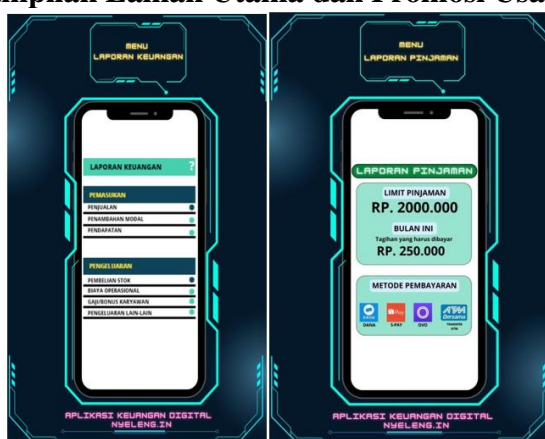 Laman Utama dan Promosi Usa
MENU
LAPORAN KEUANGAN
LAPORAN KEUANGAN ?
PEMASUKAN
PENJUALAN
PENAMBAHAN MODAL
PENDAPATAN
PENGELUARAN
PEMBELIAN STOK
BIAYA OPERASIONAL
GAJI/BONUS KARYAWAN
PENGELUARAN LAIN-LAIN
APLIKASI KEUANGAN DIGITAL
NYELENG.IN
MENU
LAPORAN PINJAMAN
LAPORAN PINJAMAN
LIMIT PINJAMAN
RP. 2000.000
BULAN INI
Tagihan yang harus dibayar
RP. 250.000
METODE PEMBAYARAN
Pay
ATM
Bersama
DANA
S-PAY
OVO
TRANSFER
ATM
APLIKASI KEUANGAN DIGITAL
NYELENG.IN